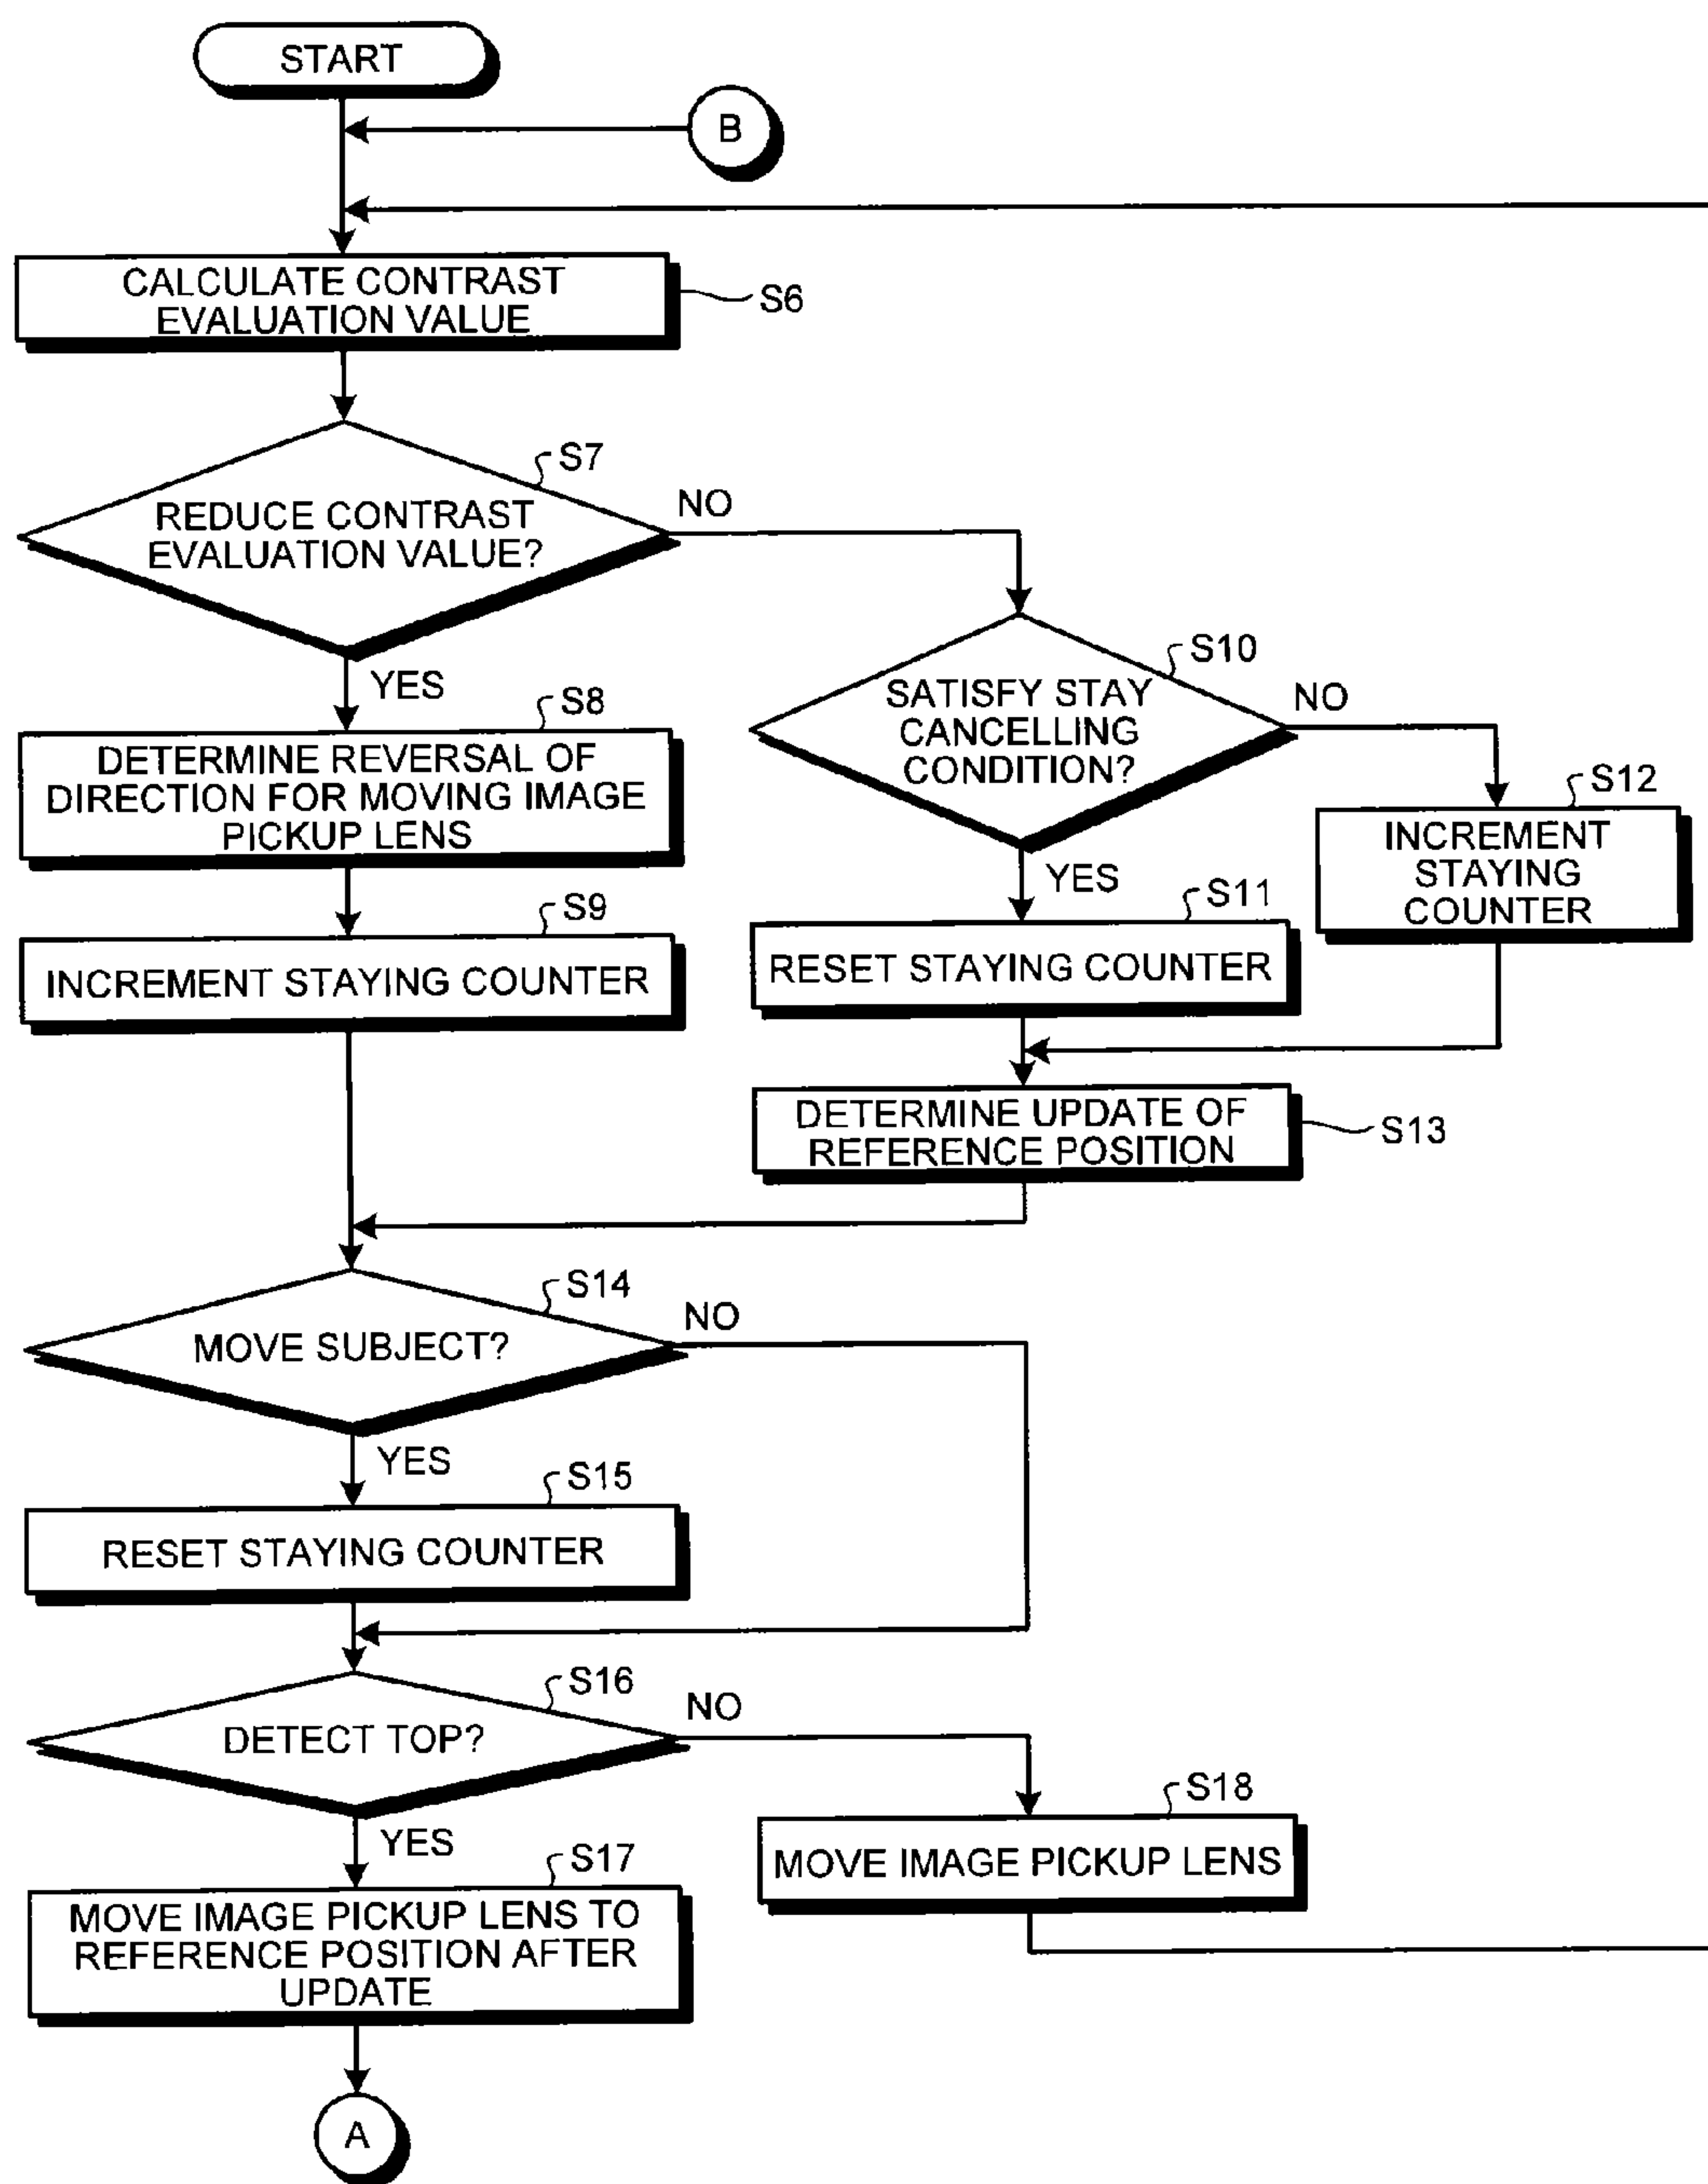 START
B
CALCULATE CONTRAST
EVALUATION VALUE
S6
S7
REDUCE CONTRAST
EVALUATION VALUE?
NO
YES
S8
DETERMINE REVERSAL OF
DIRECTION FOR MOVING IMAGE
PICKUP LENS
S9
INCREMENT STAYING COUNTER
S10
SATISFY STAY
CANCELLING
CONDITION?
NO
YES
S12
INCREMENT
STAYING
COUNTER
S11
RESET STAYING COUNTER
DETERMINE UPDATE OF
REFERENCE POSITION
S13
S14
MOVE SUBJECT?
NO
YES
S15
RESET STAYING COUNTER
S16
DETECT TOP?
NO
YES
S17
MOVE IMAGE PICKUP LENS TO
REFERENCE POSITION AFTER
UPDATE
S18
MOVE IMAGE PICKUP LENS
A